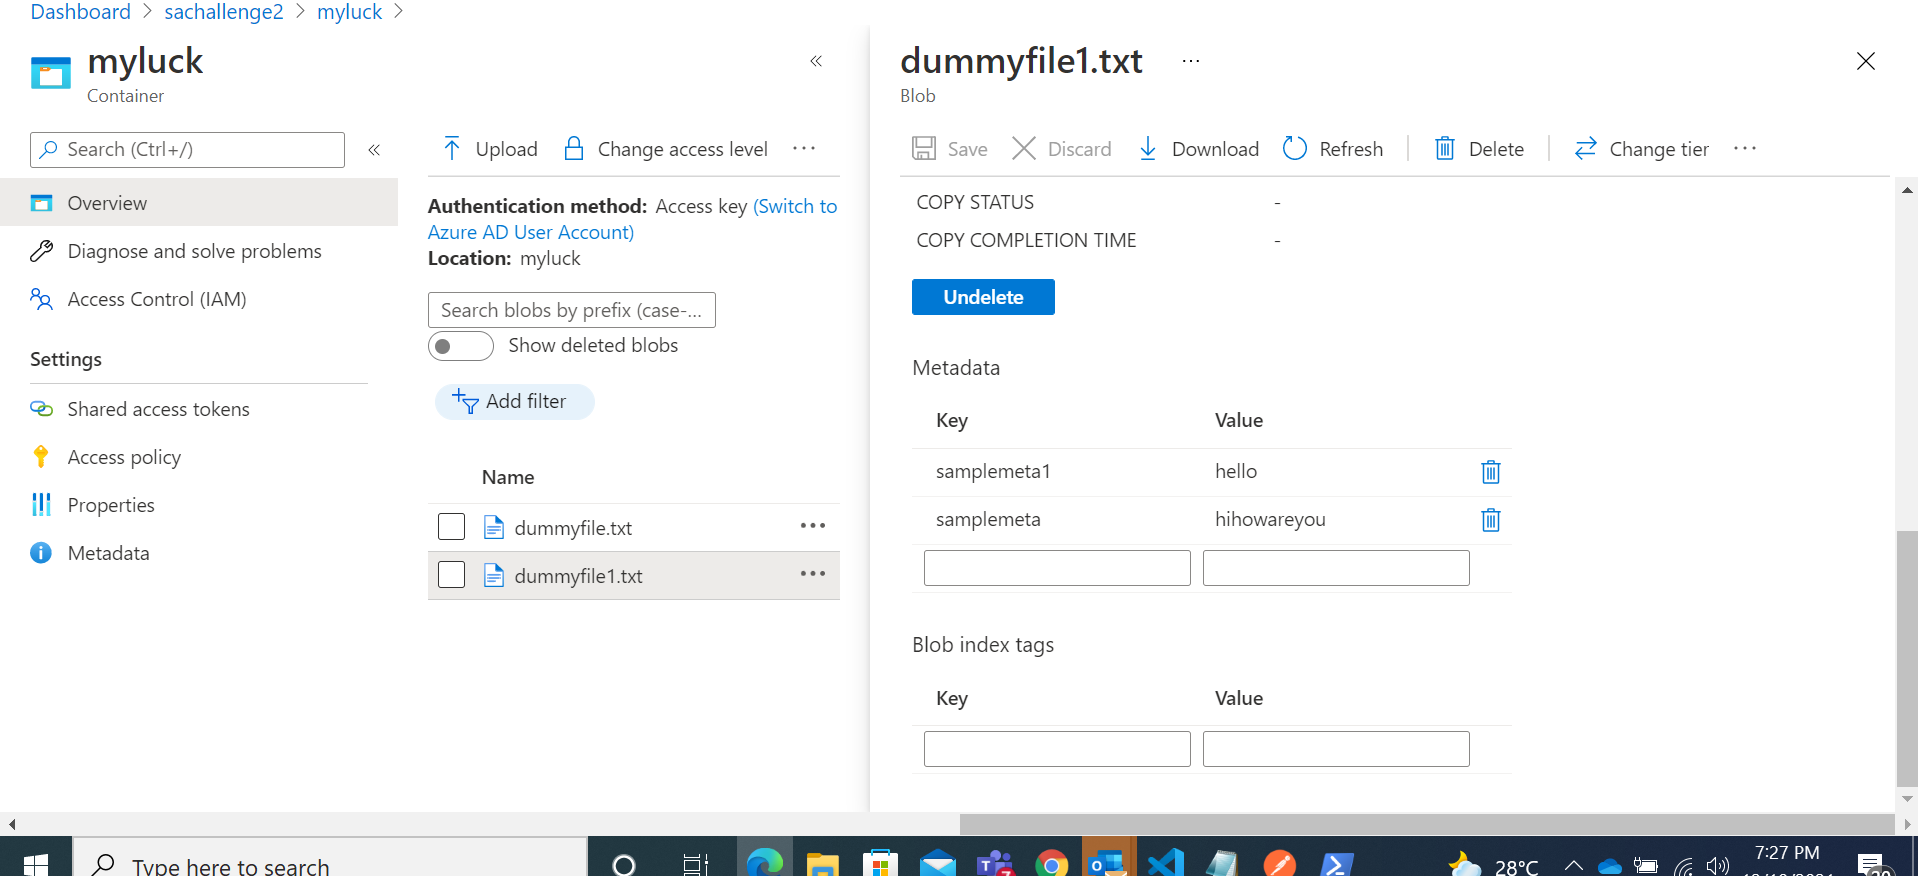 Dashboard > sachallenge2 > myluck >
myluck
Container
Search (Ctrl+/)
Overview
Diagnose and solve problems
Access Control (IAM)
Settings
Shared access tokens
Access policy
Properties
Metadata
Upload
Change access level
Authentication method: Access key (Switch to
Azure AD User Account)
Location: myluck
Search blobs by prefix (case-...
Show deleted blobs
Add filter
Name
dummyfile.txt
dummyfile1.txt
dummyfile1.txt
Blob
Save
Discard
Download
Refresh
Delete
Change tier
COPY STATUS -
COPY COMPLETION TIME -
Undelete
Metadata
Key Value
samplemeta1 hello
samplemeta hihowareyou
Blob index tags
Key Value
Type here to search
28°C
7:27 PM